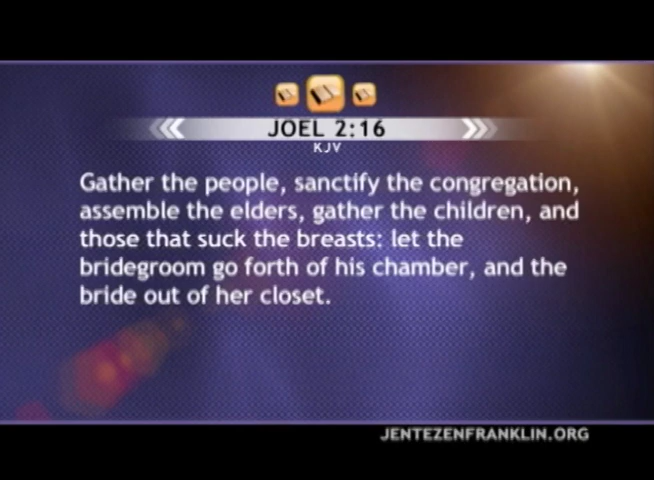 JOEL 2:16
KJV
Gather the people, sanctify the congregation,
assemble the elders, gather the children, and
those that suck the breasts: let the
bridegroom go forth of his chamber, and the
bride out of her closet.
JENTEZENFRANKLIN.ORG